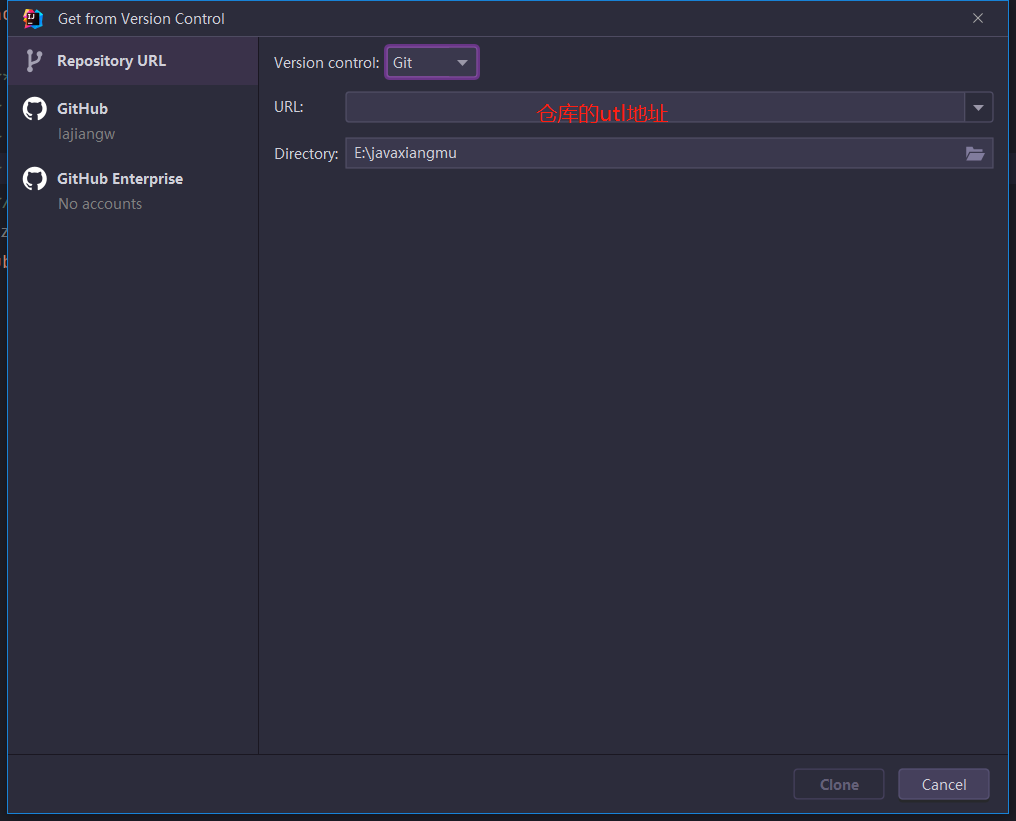 Get from Version Control
Repository URL
GitHub
lajiangw
GitHub Enterprise
No accounts
Version control: Git
URL: 仓库的utl地址
Directory: E:\javaxiangmu
Clone Cancel